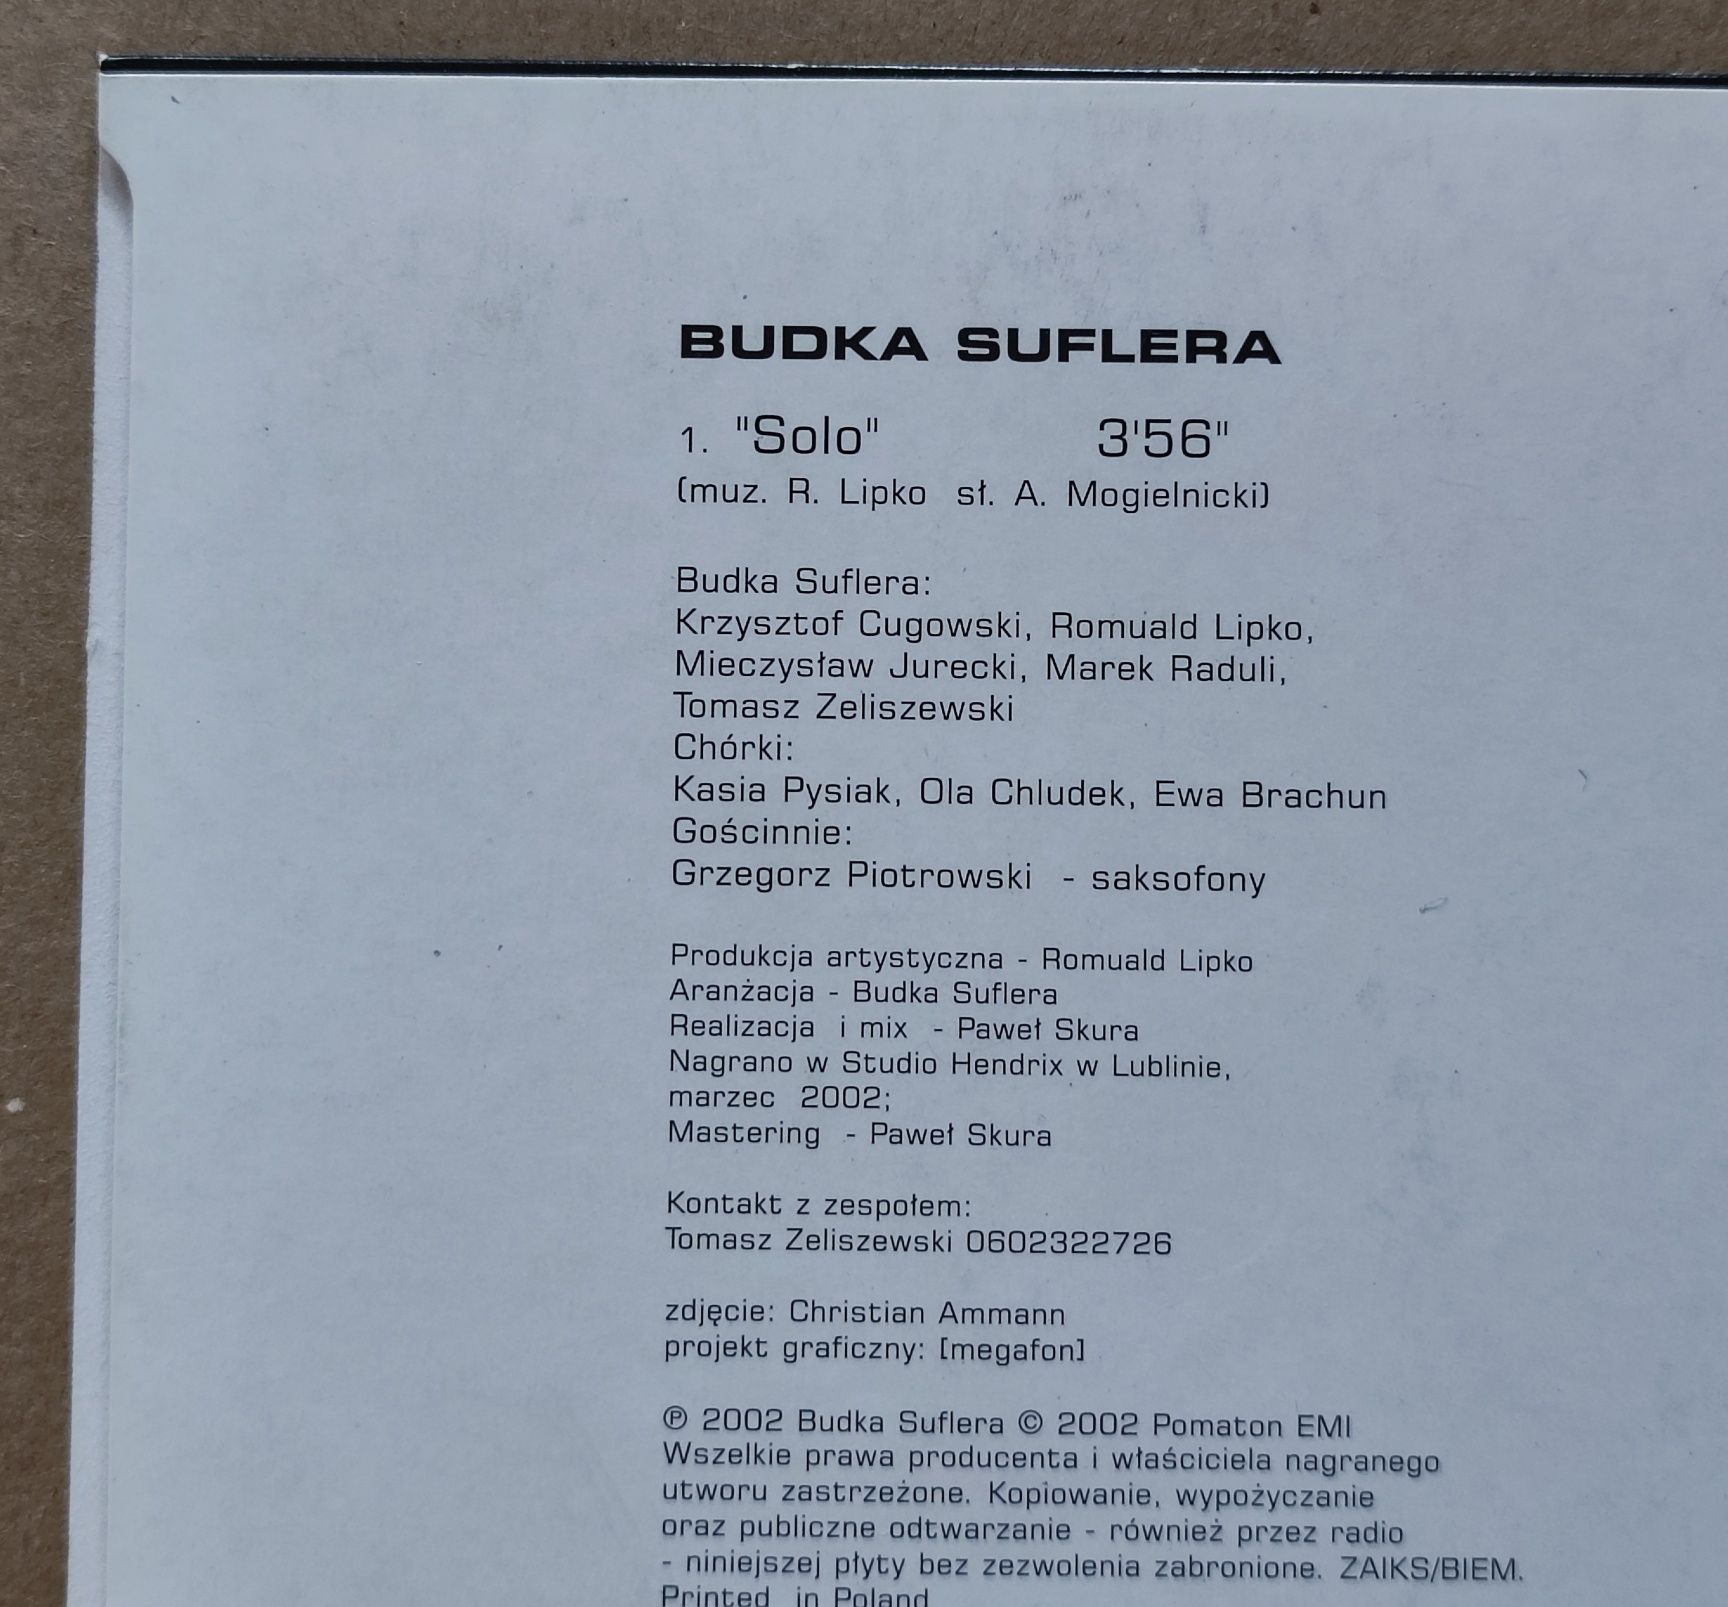 BUDKA SUFLERA
1. "Solo" 3'56"
(muz. R. Lipko sł. A. Mogielnicki)
Budka Suflera:
Krzysztof Cugowski, Romuald Lipko,
Mieczysław Jurecki, Marek Raduli,
Tomasz Zeliszewski
Chórki:
Kasia Pysiak, Ola Chludek, Ewa Brachun
Gościnnie:
Grzegorz Piotrowski - saksofony
Produkcja artystyczna - Romuald Lipko
Aranżacja - Budka Suflera
Realizacja i mix - Paweł Skura
Nagrano w Studio Hendrix w Lublinie,
marzec 2002;
Mastering - Paweł Skura
Kontakt z zespołem:
Tomasz Zeliszewski 0602322726
zdjęcie: Christian Ammann
projekt graficzny: [megafon]
℗ 2002 Budka Suflera © 2002 Pomaton EMI
Wszelkie prawa producenta i właściciela nagranego
utworu zastrzeżone. Kopiowanie, wypożyczanie
oraz publiczne odtwarzanie - również przez radio
- niniejszej płyty bez zezwolenia zabronione. ZAIKS/BIEM.
Printed in Poland